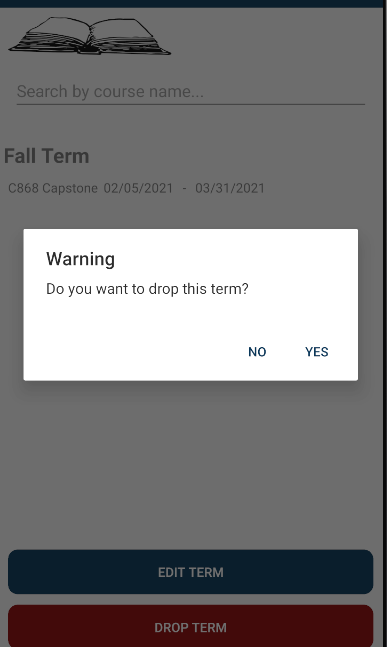 Search by course name...
Fall Term
C868 Capstone 02/05/2021 - 03/31/2021
Warning
Do you want to drop this term?
NO YES
EDIT TERM
DROP TERM